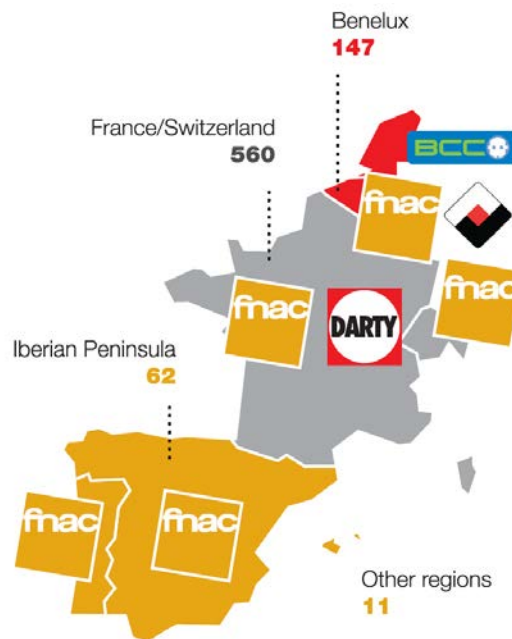 Benelux
147
France/Switzerland
560
BCC
fnac
fnac
fnac
DARTY
Iberian Peninsula
62
fnac
fnac
Other regions
11